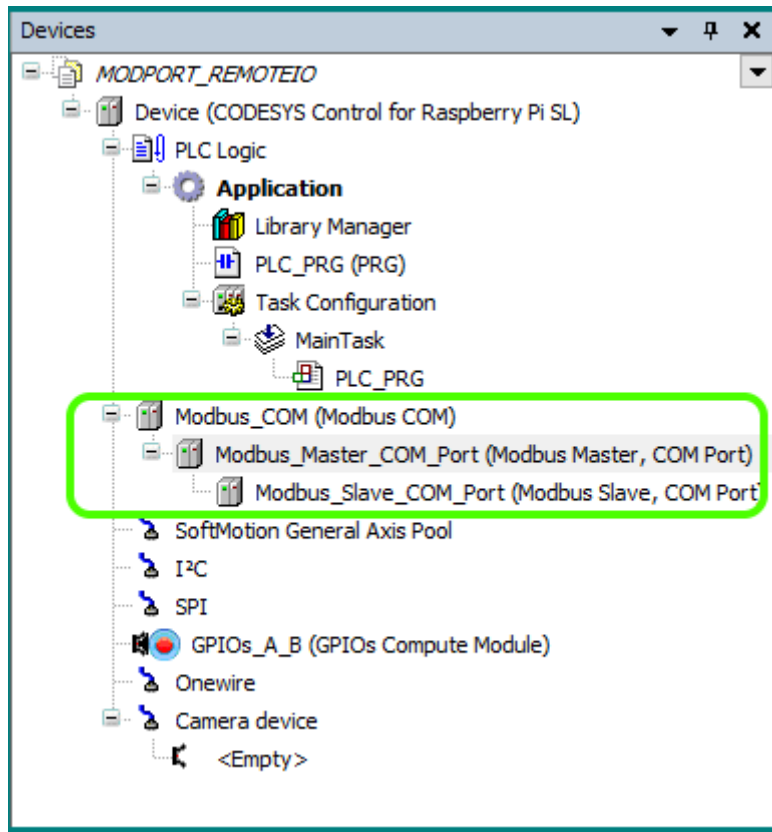 Devices
MODPORT_REMOTEIO
Device (CODESYS Control for Raspberry Pi SL)
PLC Logic
Application
Library Manager
PLC_PRG (PRG)
Task Configuration
MainTask
PLC_PRG
Modbus_COM (Modbus COM)
Modbus_Master_COM_Port (Modbus Master, COM Port)
Modbus_Slave_COM_Port (Modbus Slave, COM Port
SoftMotion General Axis Pool
I²C
SPI
GPIOs_A_B (GPIOs Compute Module)
Onewire
Camera device
<Empty>